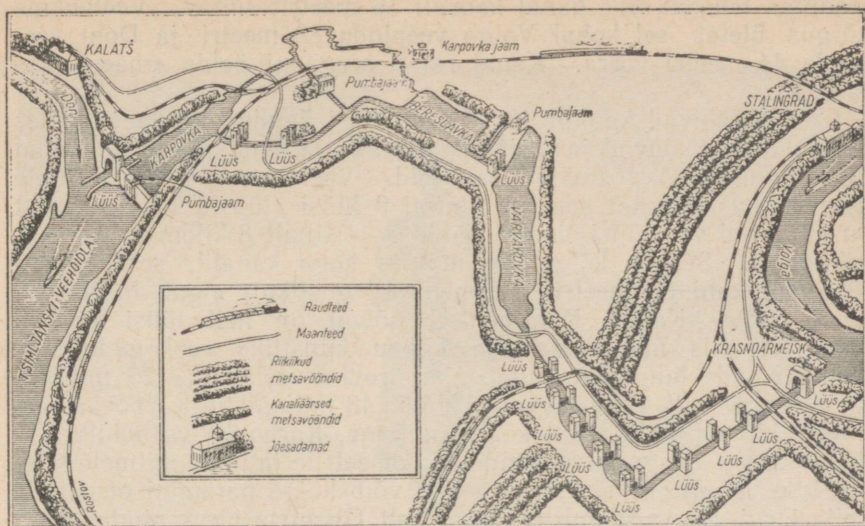 KALATŠ
Don
KARPOVKA
Lüüs
Pumbajaam
TSIMLJANSKI VEEHOIDLA
Rostov
Karpovka jaam
Pumbajaam
Lüüs
Lüüs
BERESLAVKA
Pumbajaam
Lüüs
VARVAROVKA
STALINGRAD
Volga
KRASNOARMEISK
Lüüs
Lüüs
Lüüs
Lüüs
Lüüs
Lüüs
Lüüs
Lüüs
Lüüs
Raudteed
Maanteed
Riiklikud
metsavööndid
Kanaliäärsed
metsavööndid
Jõesadamad